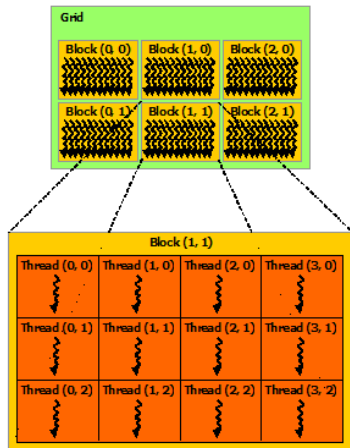 Grid
Block (0, 0) Block (1, 0) Block (2, 0)
Block (0, 1) Block (1, 1) Block (2, 1)
Block (1, 1)
Thread (0, 0) Thread (1, 0) Thread (2, 0) Thread (3, 0)
Thread (0, 1) Thread (1, 1) Thread (2, 1) Thread (3, 1)
Thread (0, 2) Thread (1, 2) Thread (2, 2) Thread (3, 2)